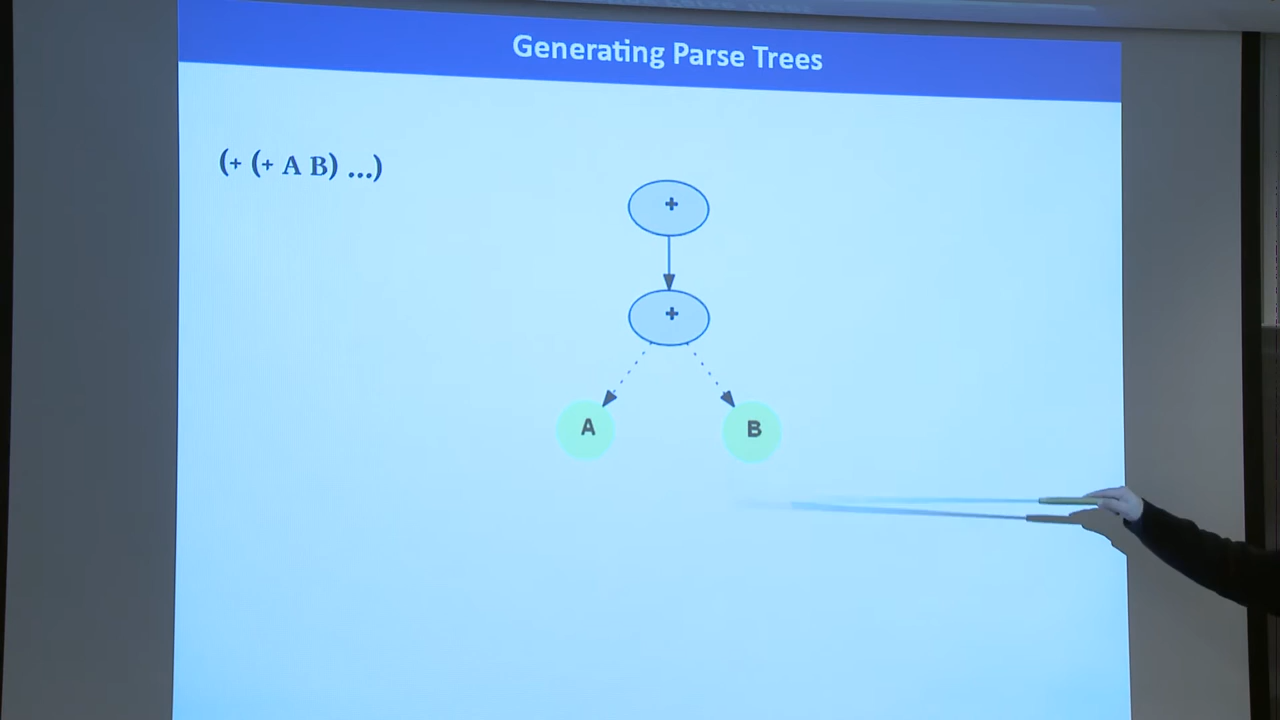 Generating Parse Trees
(+ (+ A B) ...)
+
+
A B